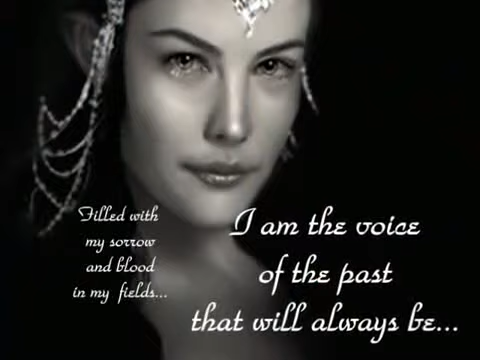 Filled with
my sorrow
and blood
in my fields...
I am the voice
of the past
that will always be...